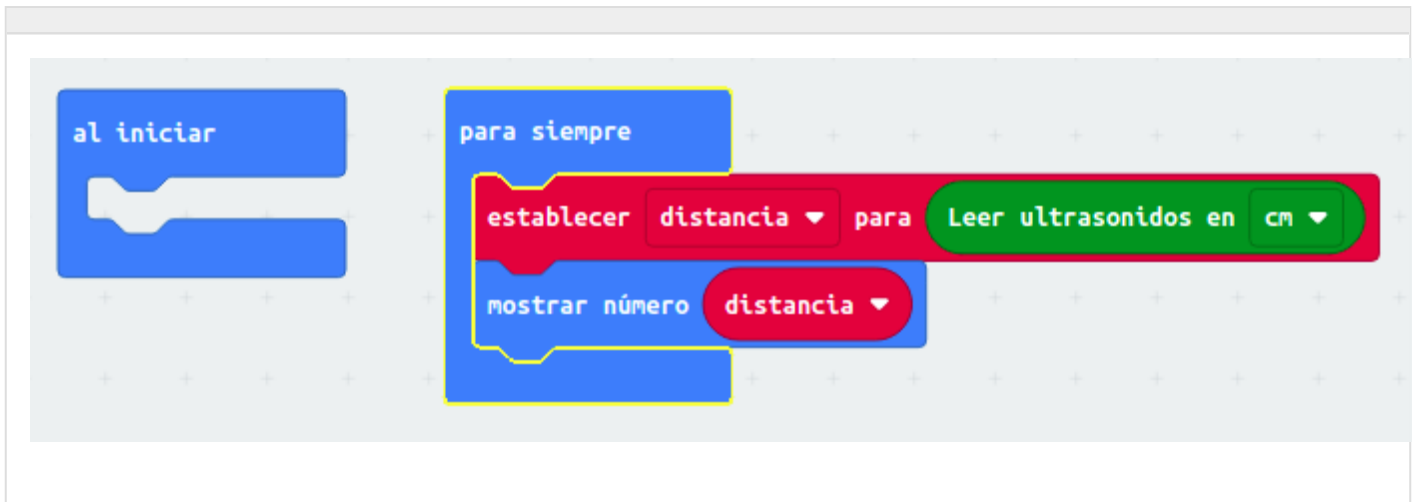 al iniciar
para siempre
establecer distancia para Leer ultrasonidos en cm
mostrar número distancia